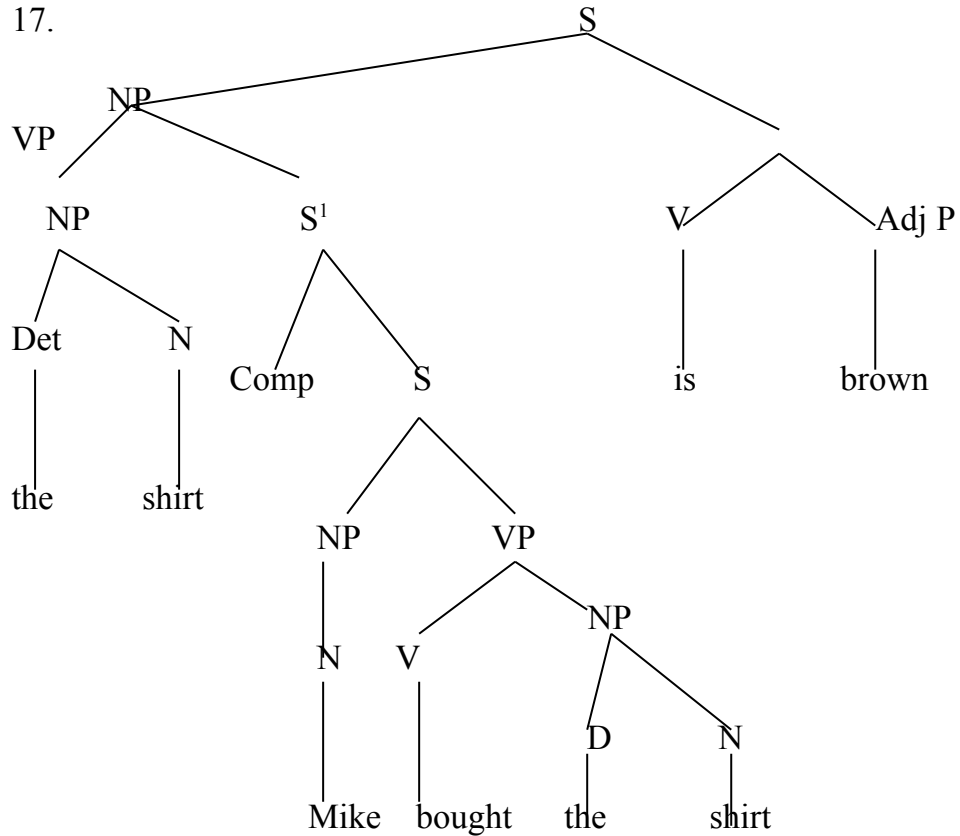 17. S
NP
VP
NP S¹ V Adj P
Det N
Comp S is brown
the shirt
NP VP
NP
N V
D N
Mike bought the shirt